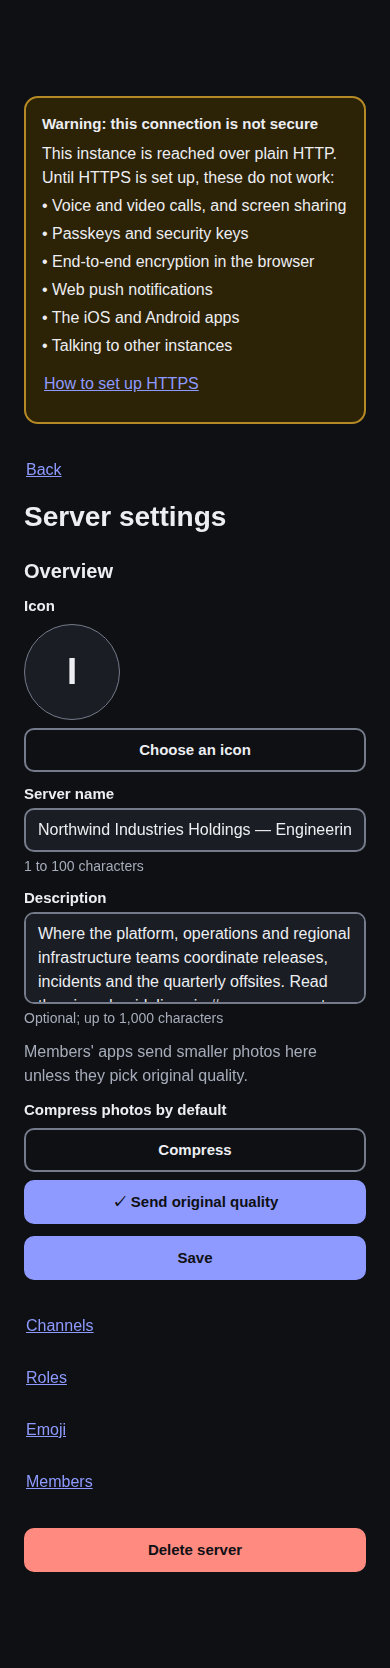 Warning: this connection is not secure
This instance is reached over plain HTTP.
Until HTTPS is set up, these do not work:
• Voice and video calls, and screen sharing
• Passkeys and security keys
• End-to-end encryption in the browser
• Web push notifications
• The iOS and Android apps
• Talking to other instances
How to set up HTTPS
Back
Server settings
Overview
Icon
I
Choose an icon
Server name
Northwind Industries Holdings — Engineerin
1 to 100 characters
Description
Where the platform, operations and regional
infrastructure teams coordinate releases,
incidents and the quarterly offsites. Read
Optional; up to 1,000 characters
Members' apps send smaller photos here
unless they pick original quality.
Compress photos by default
Compress
✓ Send original quality
Save
Channels
Roles
Emoji
Members
Delete server